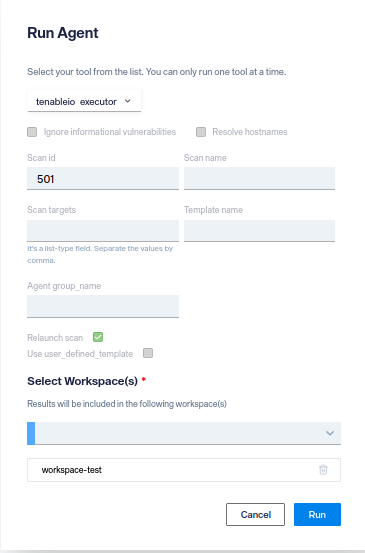 Run Agent
Select your tool from the list. You can only run one tool at a time.
tenableio executor
Ignore informational vulnerabilities Resolve hostnames
Scan id Scan name
501
Scan targets Template name
It's a list-type field. Separate the values by
comma.
Agent group_name
Relaunch scan
Use user_defined_template
Select Workspace(s) *
Results will be included in the following workspace(s)
workspace-test
Cancel Run